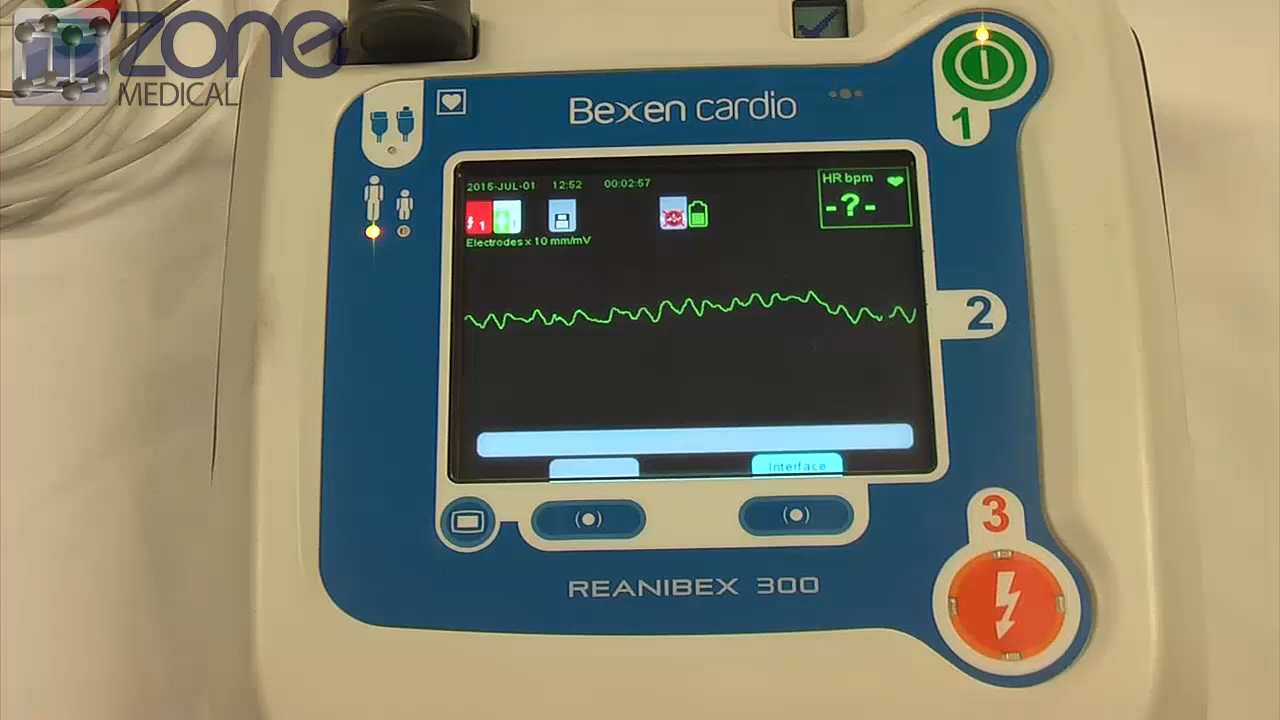 zone
MEDICAL
Bexen cardio
1
2015-JUL-01 12:52 00:02:57
HR bpm
-?-
1
Electrodes x 10 mm/mV
2
Interface
3
REANIBEX 300